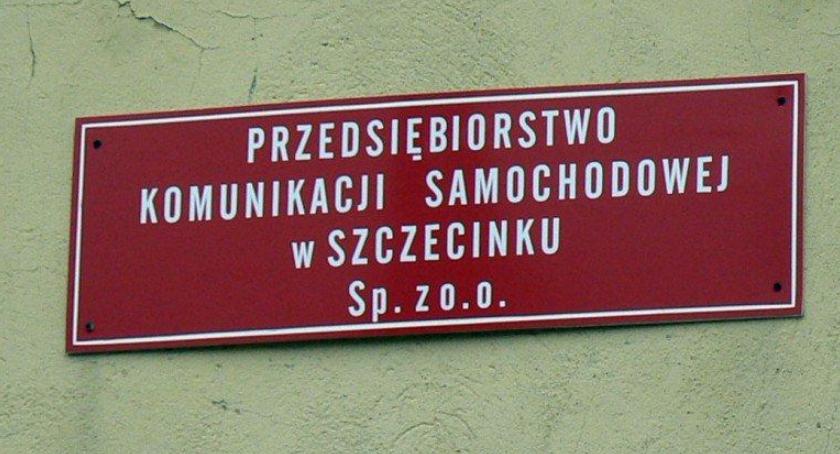 PRZEDSIĘBIORSTWO
KOMUNIKACJI SAMOCHODOWEJ
w SZCZECINKU
Sp. z o.o.